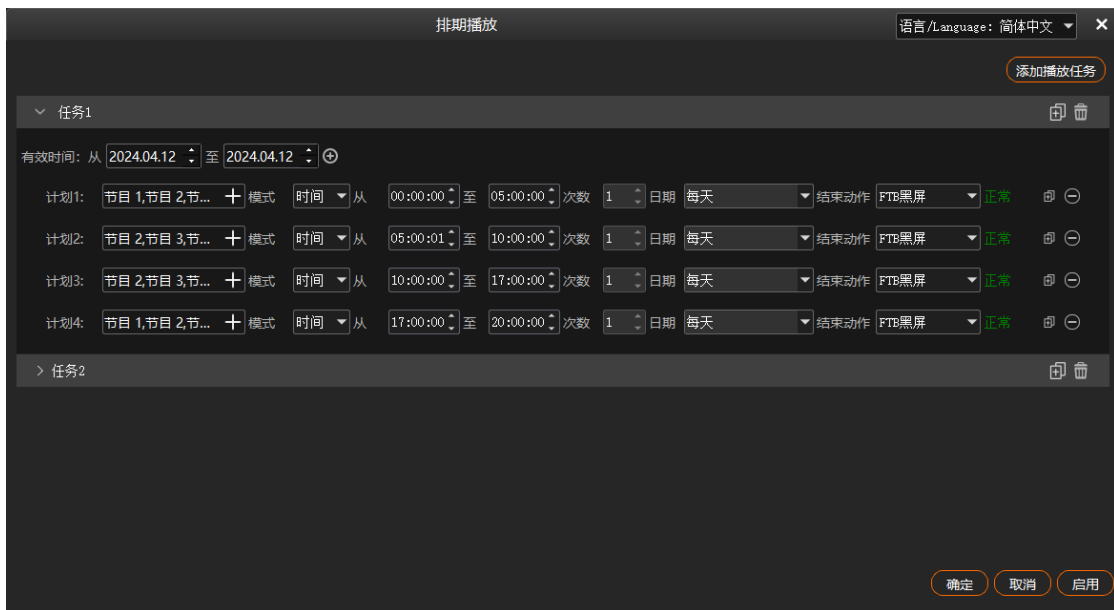 排期播放 语言/Language: 简体中文
添加播放任务
任务1
有效时间: 从 2024.04.12 至 2024.04.12
计划1: 节目 1,节目 2,节... 模式 时间 从 00:00:00 至 05:00:00 次数 1 日期 每天 结束动作 FTB黑屏 正常
计划2: 节目 2,节目 3,节... 模式 时间 从 05:00:01 至 10:00:00 次数 1 日期 每天 结束动作 FTB黑屏 正常
计划3: 节目 2,节目 3,节... 模式 时间 从 10:00:00 至 17:00:00 次数 1 日期 每天 结束动作 FTB黑屏 正常
计划4: 节目 1,节目 2,节... 模式 时间 从 17:00:00 至 20:00:00 次数 1 日期 每天 结束动作 FTB黑屏 正常
任务2
确定 取消 启用